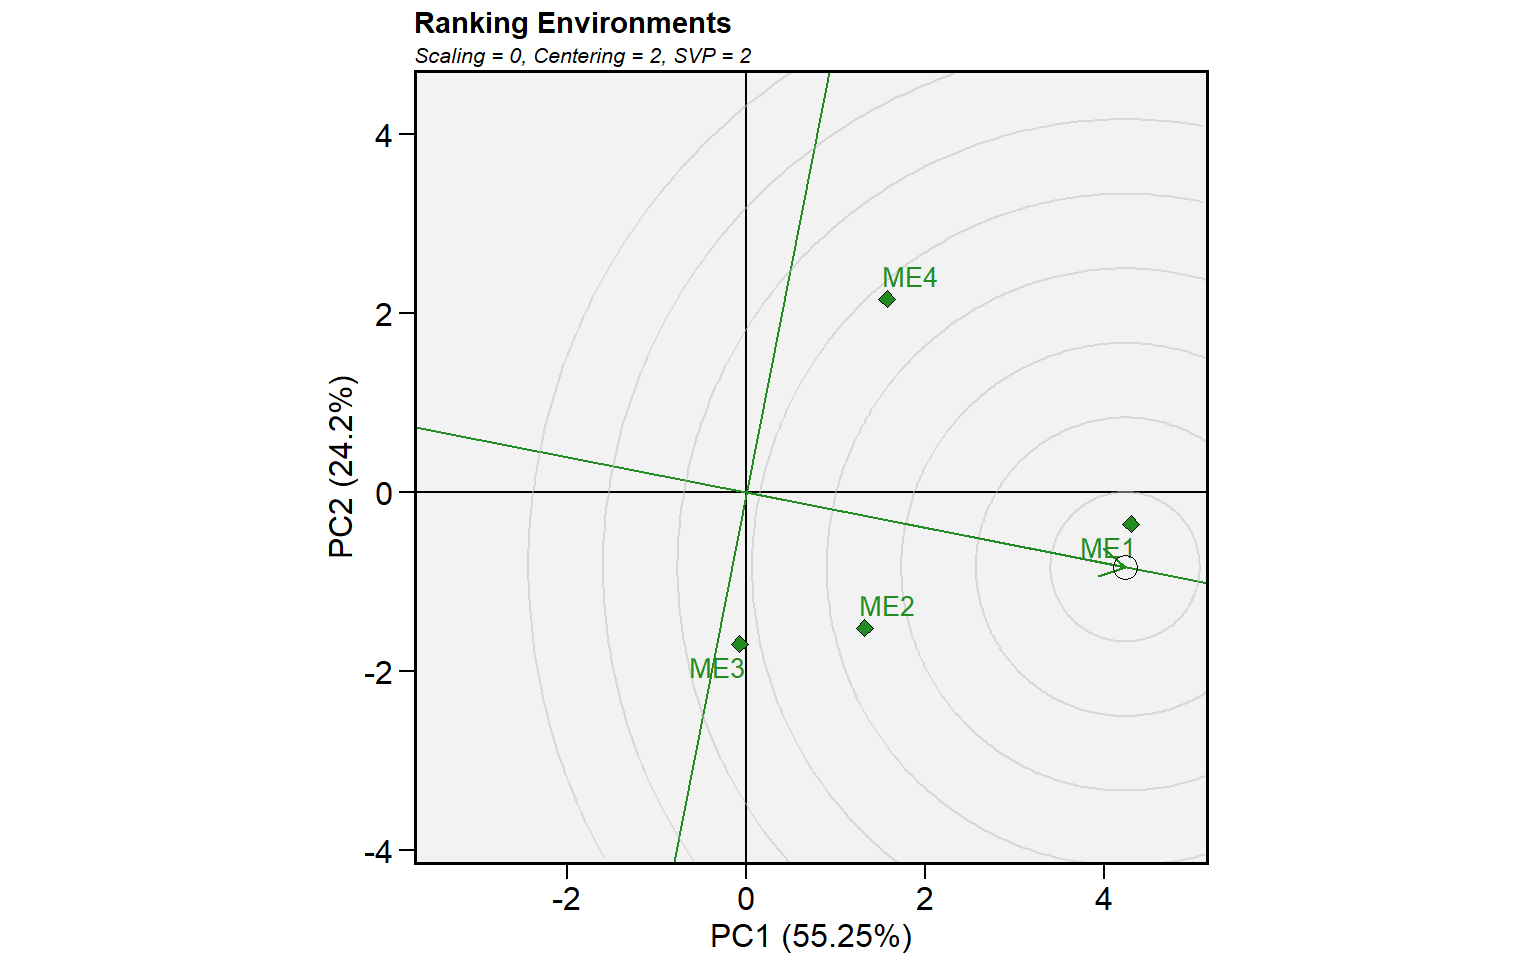 Ranking Environments
Scaling = 0, Centering = 2, SVP = 2
4
2
0
-2
-4
PC2 (24.2%)
ME4
ME1
ME2
ME3
-2
0
2
4
PC1 (55.25%)